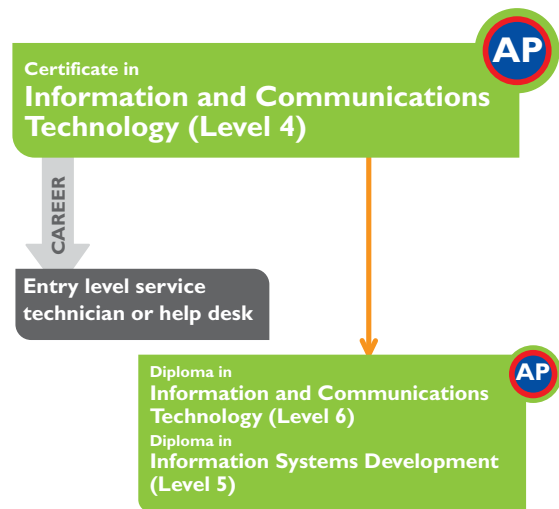 AP
Certificate in
Information and Communications
Technology (Level 4)
CAREER
Entry level service
technician or help desk
AP
Diploma in
Information and Communications
Technology (Level 6)
Diploma in
Information Systems Development
(Level 5)